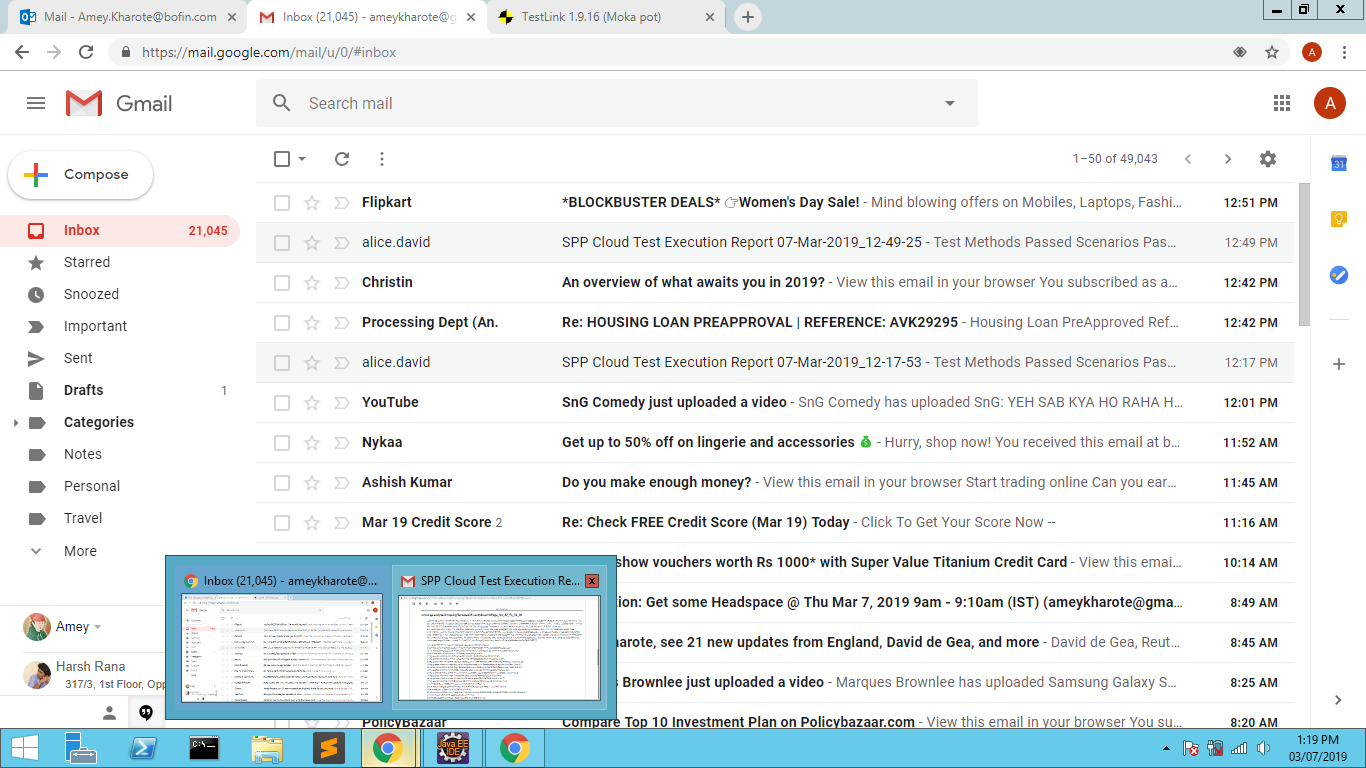 Mail - Amey.Kharote@bofin.com
Inbox (21,045) - ameykharote@g
TestLink 1.9.16 (Moka pot)
https://mail.google.com/mail/u/0/#inbox
A
Gmail
Search mail
A
Compose
1–50 of 49,043
31
Inbox 21,045
Starred
Snoozed
Important
Sent
Drafts 1
Categories
Notes
Personal
Travel
More
Flipkart *BLOCKBUSTER DEALS* 👉Women's Day Sale! - Mind blowing offers on Mobiles, Laptops, Fashi… 12:51 PM
alice.david SPP Cloud Test Execution Report 07-Mar-2019_12-49-25 - Test Methods Passed Scenarios Pas… 12:49 PM
Christin An overview of what awaits you in 2019? - View this email in your browser You subscribed as a… 12:42 PM
Processing Dept (An. Re: HOUSING LOAN PREAPPROVAL | REFERENCE: AVK29295 - Housing Loan PreApproved Ref… 12:42 PM
alice.david SPP Cloud Test Execution Report 07-Mar-2019_12-17-53 - Test Methods Passed Scenarios Pas… 12:17 PM
YouTube SnG Comedy just uploaded a video - SnG Comedy has uploaded SnG: YEH SAB KYA HO RAHA H… 12:01 PM
Nykaa Get up to 50% off on lingerie and accessories 💰 - Hurry, shop now! You received this email at b… 11:52 AM
Ashish Kumar Do you make enough money? - View this email in your browser Start trading online Can you ear… 11:45 AM
Mar 19 Credit Score 2 Re: Check FREE Credit Score (Mar 19) Today - Click To Get Your Score Now -- 11:16 AM
show vouchers worth Rs 1000* with Super Value Titanium Credit Card - View this emai… 10:14 AM
tion: Get some Headspace @ Thu Mar 7, 2019 9am - 9:10am (IST) (ameykharote@gma… 8:49 AM
arote, see 21 new updates from England, David de Gea, and more - David de Gea, Reut… 8:45 AM
s Brownlee just uploaded a video - Marques Brownlee has uploaded Samsung Galaxy S… 8:25 AM
PolicyBazaar Compare Top 10 Investment Plan on Policybazaar.com - View this email in your browser You su… 8:20 AM
Amey
Harsh Rana
317/3, 1st Floor, Opp
Inbox (21,045) - ameykharote@...
SPP Cloud Test Execution Re...
C:\
Java EE
IDE
1:19 PM
03/07/2019